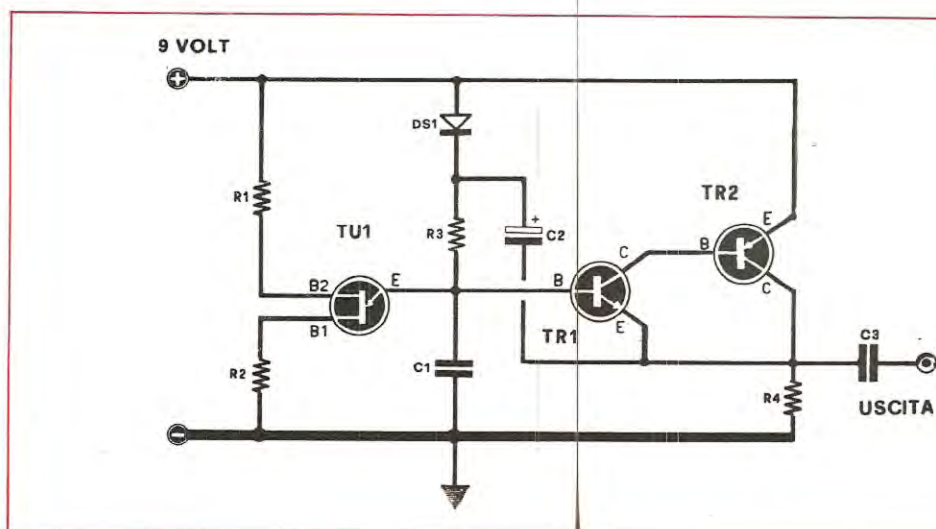 9 VOLT
+
DS1
R1
TU1
R3
+
C2
TR2
E
B2
E
B1
B
C
B
C
E
TR1
R2
C1
C3
R4
USCITA
-